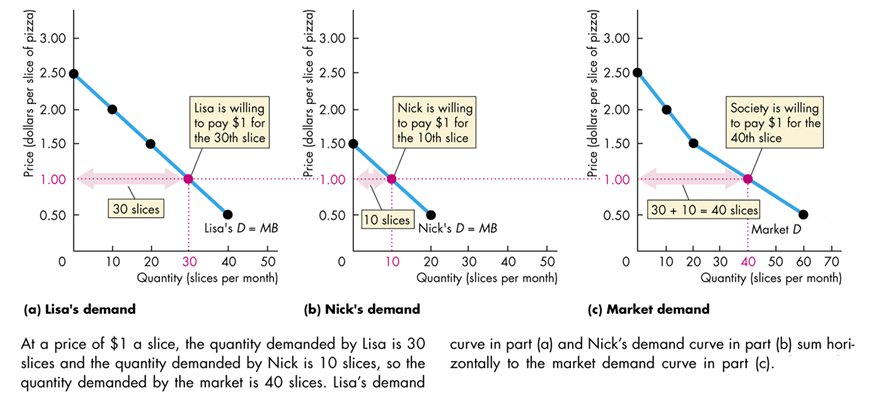 Price (dollars per slice of pizza)
3.00
2.50
2.00
1.50
1.00
0.50
0
10
20
30
40
50
Lisa is willing
to pay $1 for
the 30th slice
30 slices
Lisa's D = MB
Quantity (slices per month)
(a) Lisa's demand
Price (dollars per slice of pizza)
3.00
2.50
2.00
1.50
1.00
0.50
0
10
20
30
40
50
Nick is willing
to pay $1 for
the 10th slice
10 slices
Nick's D = MB
Quantity (slices per month)
(b) Nick's demand
Price (dollars per slice of pizza)
3.00
2.50
2.00
1.50
1.00
0.50
0
10
20
30
40
50
60
70
Society is willing
to pay $1 for the
40th slice
30 + 10 = 40 slices
Market D
Quantity (slices per month)
(c) Market demand
At a price of $1 a slice, the quantity demanded by Lisa is 30
slices and the quantity demanded by Nick is 10 slices, so the
quantity demanded by the market is 40 slices. Lisa's demand
curve in part (a) and Nick's demand curve in part (b) sum hori-
zontally to the market demand curve in part (c).